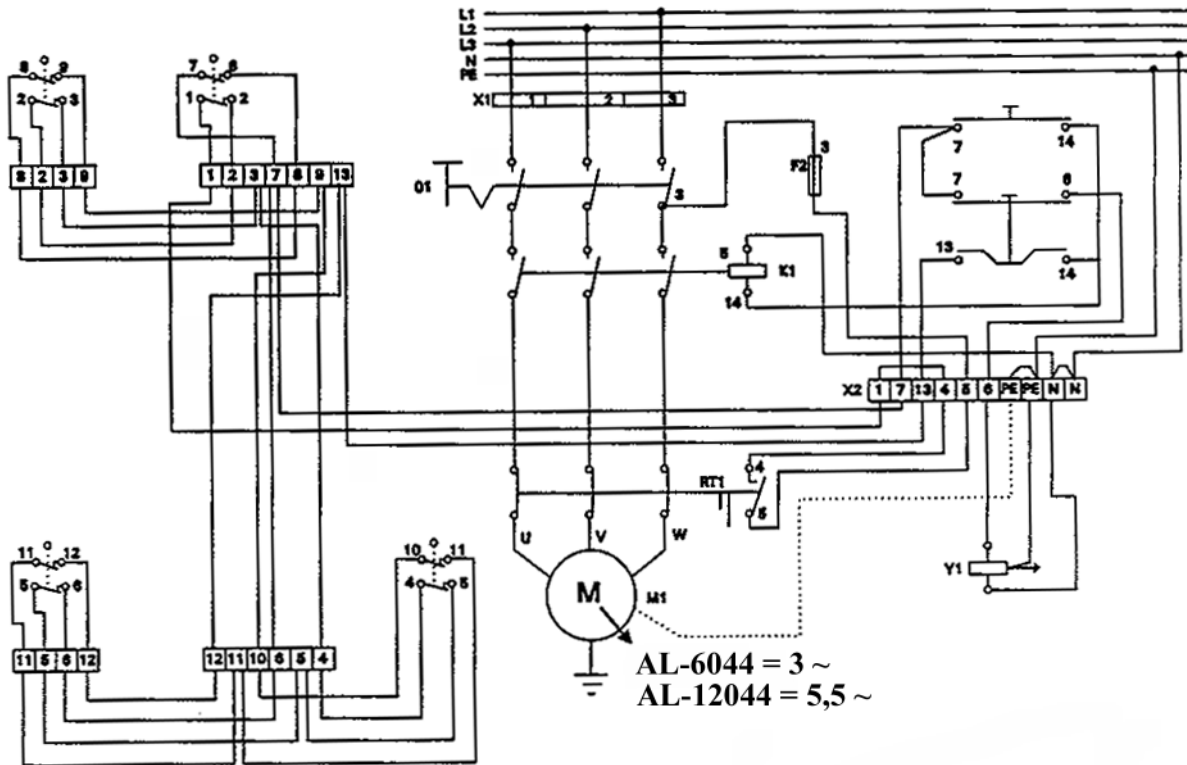 L1
L2
L3
N
PE
X1 1 2 3
8 9
2 3
8 2 3 9
7 8
1 2
1 2 3 7 8 9 13
01
3
F2
3
5
K1
14
7 14
7 6
13 14
X2 1 7 13 4 5 6 PE PE N N
RT1
4
5
U V W
M
M1
Y1
11 12
5 6
11 5 6 12
10 11
4 5
12 11 10 6 5 4
AL-6044 = 3 ~
AL-12044 = 5,5 ~